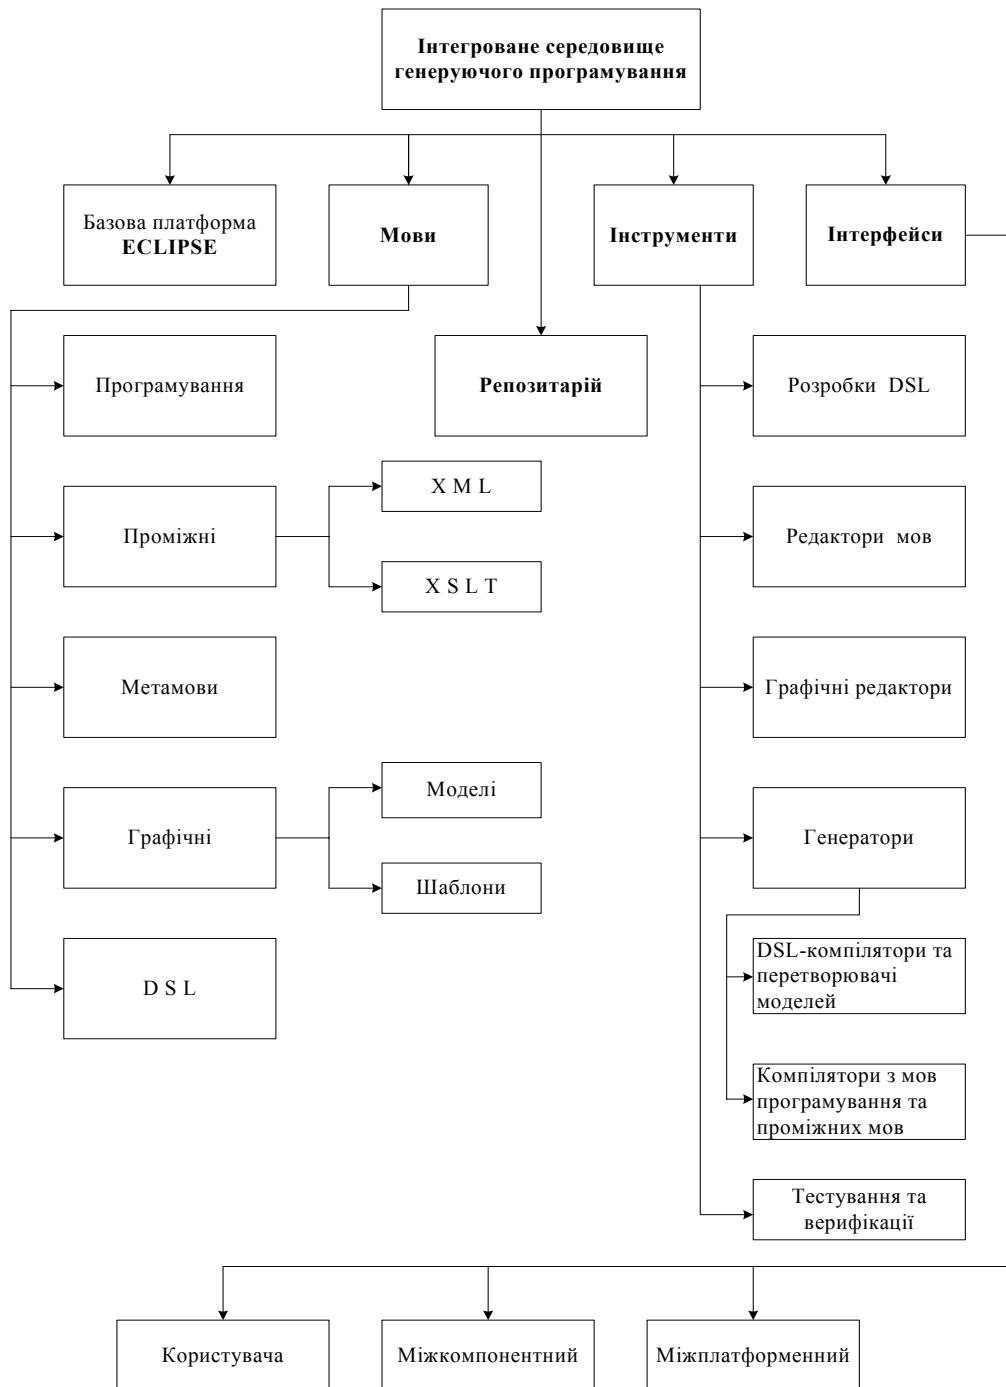 Інтегроване середовище
генеруючого програмування
Базова платформа
ECLIPSE
Мови
Інструменти
Інтерфейси
Програмування
Репозитарій
Розробки DSL
Проміжні
X M L
X S L T
Редактори мов
Метамови
Графічні редактори
Графічні
Моделі
Шаблони
Генератори
D S L
DSL-компілятори та
перетворювачі
моделей
Компілятори з мов
програмування та
проміжних мов
Тестування та
верифікації
Користувача
Міжкомпонентний
Міжплатформенний